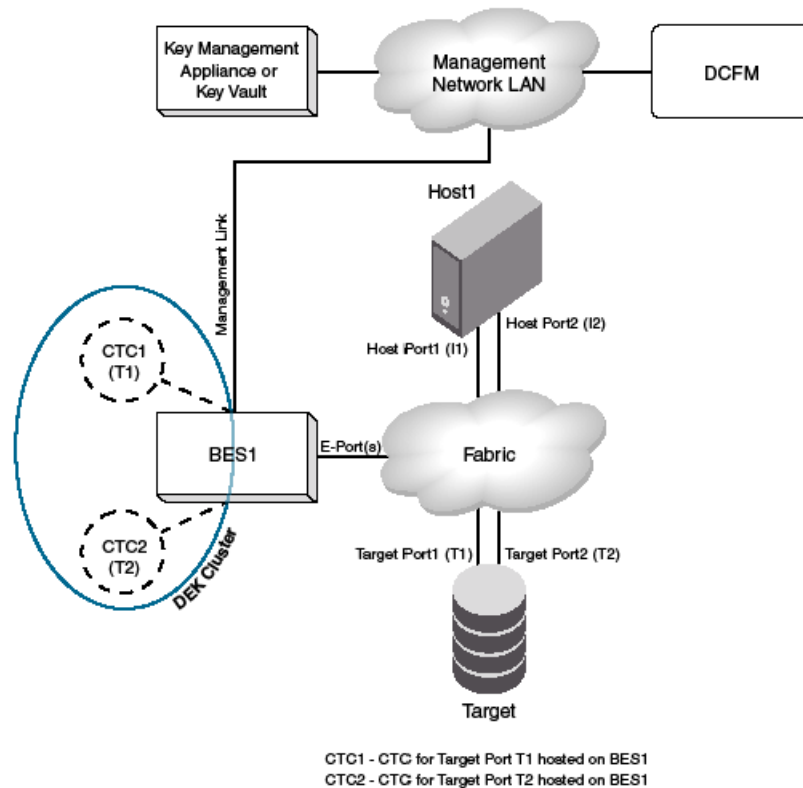 Key Management
Appliance or
Key Vault
Management
Network LAN
DCFM
Host1
Management Link
Host iPort1 (I1)
Host Port2 (I2)
CTC1
(T1)
BES1
E-Port(s)
Fabric
CTC2
(T2)
DEK Cluster
Target Port1 (T1)
Target Port2 (T2)
Target
CTC1 - CTC for Target Port T1 hosted on BES1
CTC2 - CTC for Target Port T2 hosted on BES1